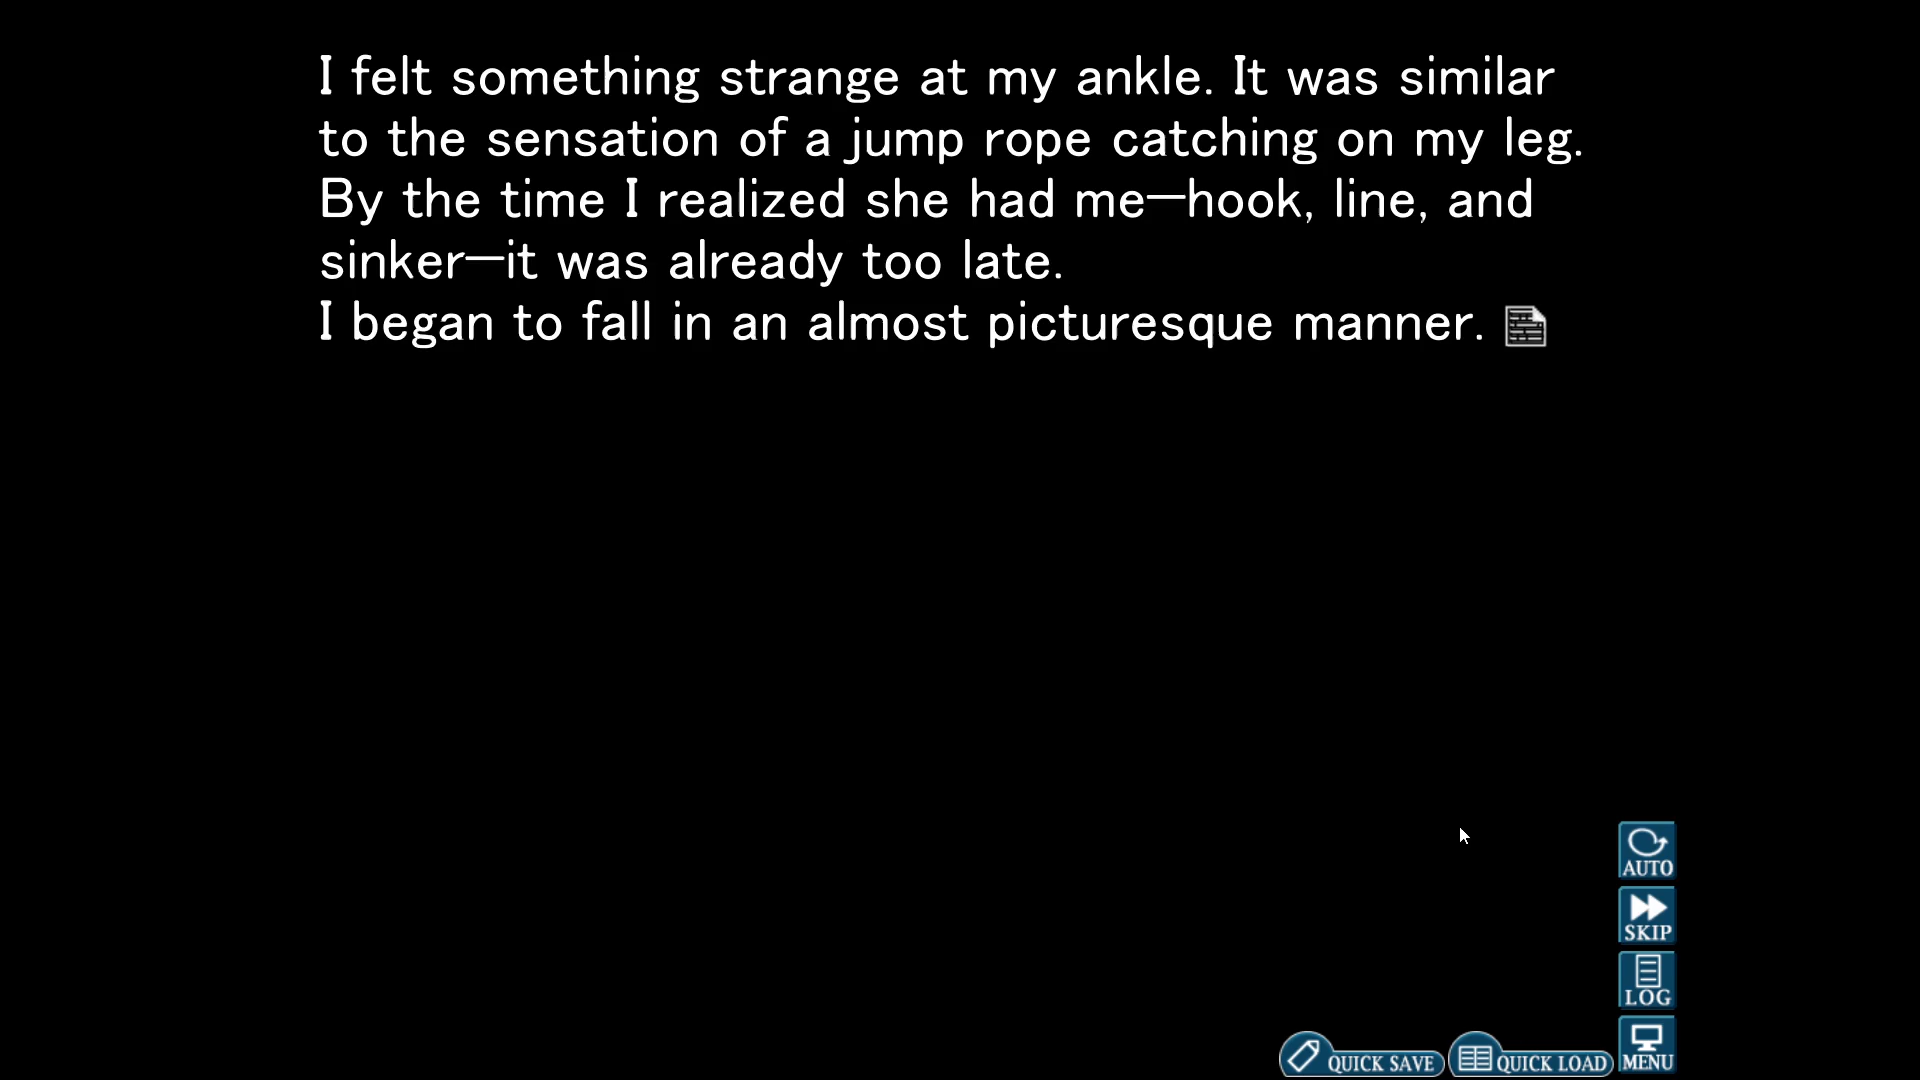 I felt something strange at my ankle. It was similar
to the sensation of a jump rope catching on my leg.
By the time I realized she had me—hook, line, and
sinker—it was already too late.
I began to fall in an almost picturesque manner.
AUTO
SKIP
LOG
MENU
QUICK SAVE
QUICK LOAD